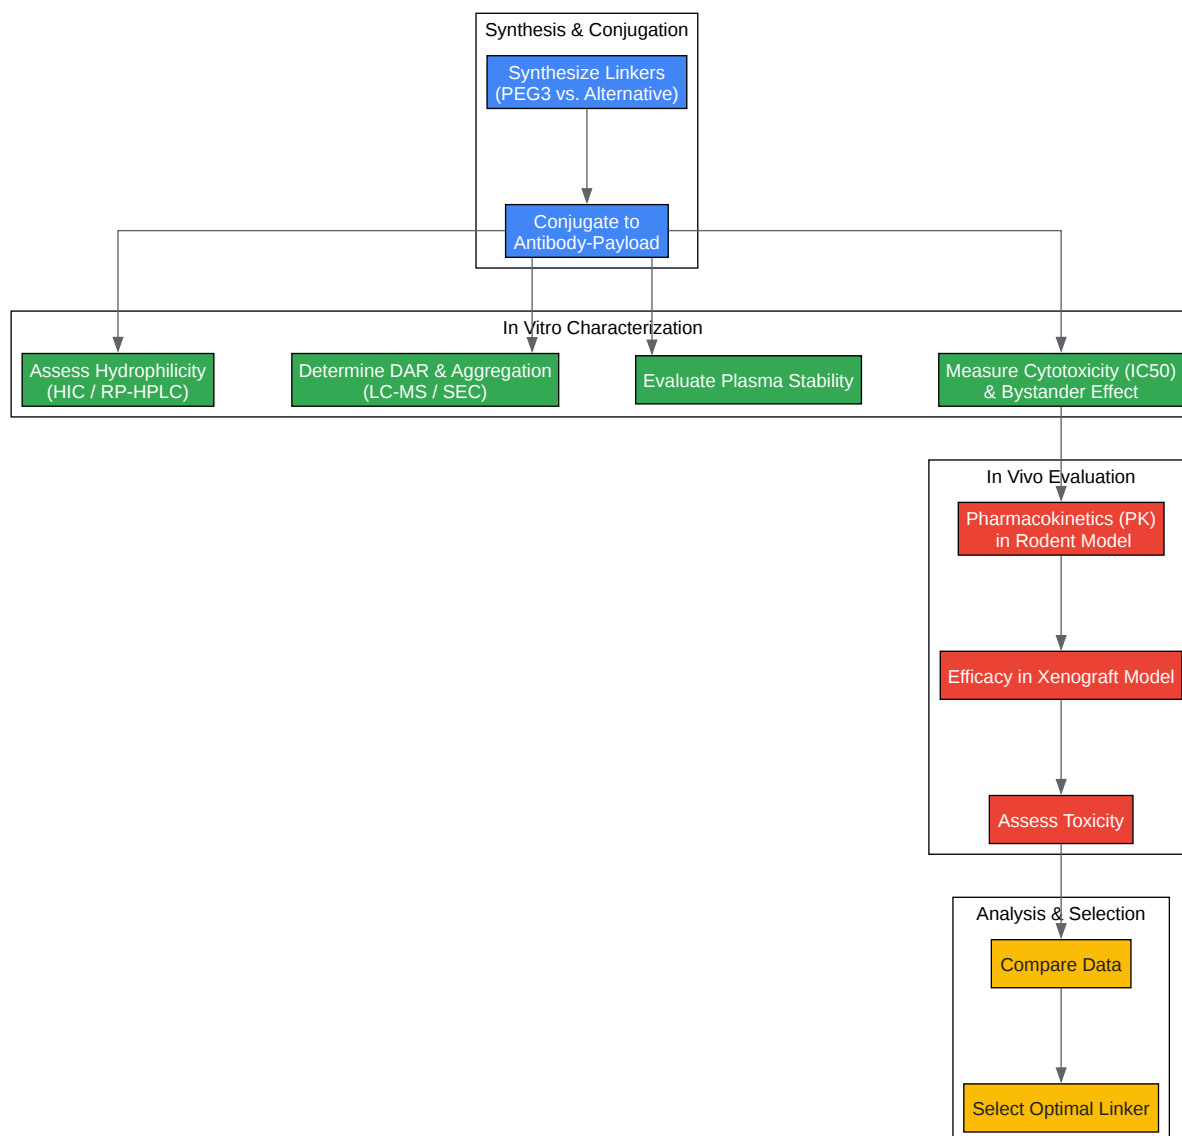 Synthesis & Conjugation
Synthesize Linkers
(PEG3 vs. Alternative)
Conjugate to
Antibody-Payload
In Vitro Characterization
Assess Hydrophilicity
(HIC / RP-HPLC)
Determine DAR & Aggregation
(LC-MS / SEC)
Evaluate Plasma Stability
Measure Cytotoxicity (IC50)
& Bystander Effect
In Vivo Evaluation
Pharmacokinetics (PK)
in Rodent Model
Efficacy in Xenograft Model
Assess Toxicity
Analysis & Selection
Compare Data
Select Optimal Linker